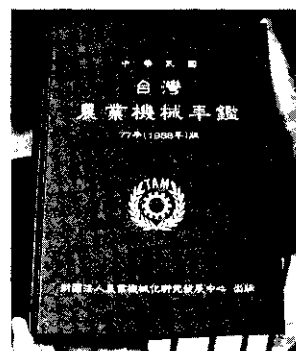 中華民國
台灣
農業機械年鑑
77年(1988年)版
TAM
財團法人農業機械化研究發展中心 出版